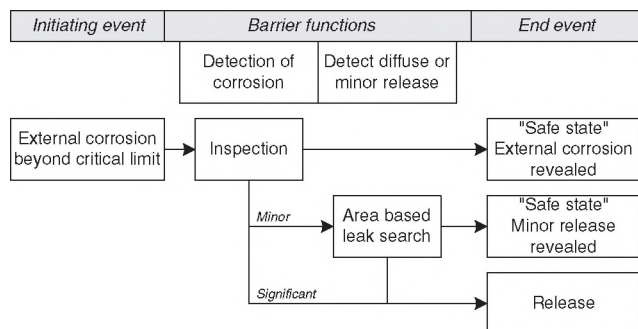 Initiating event
Barrier functions
End event
Detection of
corrosion
Detect diffuse or
minor release
External corrosion
beyond critical limit
Inspection
"Safe state"
External corrosion
revealed
Minor
Area based
leak search
"Safe state"
Minor release
revealed
Significant
Release